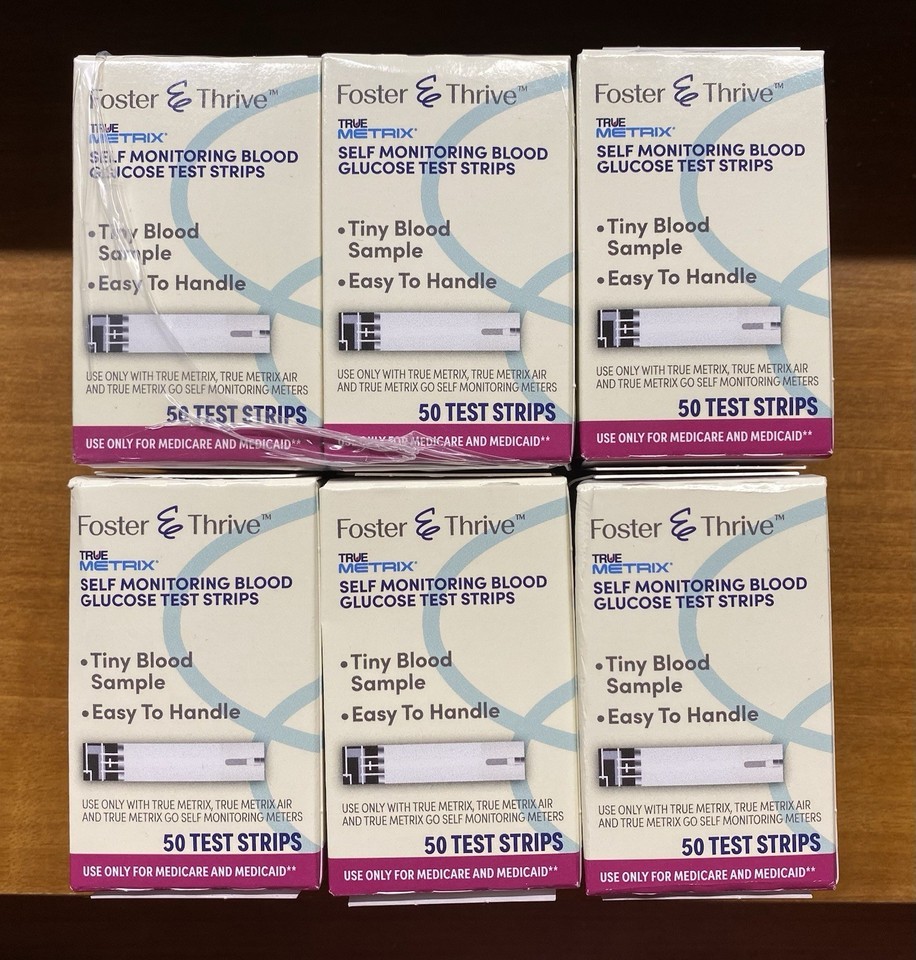 Foster & Thrive™
TRUE
METRIX®
SELF MONITORING BLOOD
GLUCOSE TEST STRIPS
•Tiny Blood
Sample
•Easy To Handle
USE ONLY WITH TRUE METRIX, TRUE METRIX AIR
AND TRUE METRIX GO SELF MONITORING METERS
50 TEST STRIPS
USE ONLY FOR MEDICARE AND MEDICAID**
Foster & Thrive™
TRUE
METRIX®
SELF MONITORING BLOOD
GLUCOSE TEST STRIPS
•Tiny Blood
Sample
•Easy To Handle
USE ONLY WITH TRUE METRIX, TRUE METRIX AIR
AND TRUE METRIX GO SELF MONITORING METERS
50 TEST STRIPS
USE ONLY FOR MEDICARE AND MEDICAID**
Foster & Thrive™
TRUE
METRIX®
SELF MONITORING BLOOD
GLUCOSE TEST STRIPS
•Tiny Blood
Sample
•Easy To Handle
USE ONLY WITH TRUE METRIX, TRUE METRIX AIR
AND TRUE METRIX GO SELF MONITORING METERS
50 TEST STRIPS
USE ONLY FOR MEDICARE AND MEDICAID**
Foster & Thrive™
TRUE
METRIX®
SELF MONITORING BLOOD
GLUCOSE TEST STRIPS
•Tiny Blood
Sample
•Easy To Handle
USE ONLY WITH TRUE METRIX, TRUE METRIX AIR
AND TRUE METRIX GO SELF MONITORING METERS
50 TEST STRIPS
USE ONLY FOR MEDICARE AND MEDICAID**
Foster & Thrive™
TRUE
METRIX®
SELF MONITORING BLOOD
GLUCOSE TEST STRIPS
•Tiny Blood
Sample
•Easy To Handle
USE ONLY WITH TRUE METRIX, TRUE METRIX AIR
AND TRUE METRIX GO SELF MONITORING METERS
50 TEST STRIPS
USE ONLY FOR MEDICARE AND MEDICAID**
Foster & Thrive™
TRUE
METRIX®
SELF MONITORING BLOOD
GLUCOSE TEST STRIPS
•Tiny Blood
Sample
•Easy To Handle
USE ONLY WITH TRUE METRIX, TRUE METRIX AIR
AND TRUE METRIX GO SELF MONITORING METERS
50 TEST STRIPS
USE ONLY FOR MEDICARE AND MEDICAID**